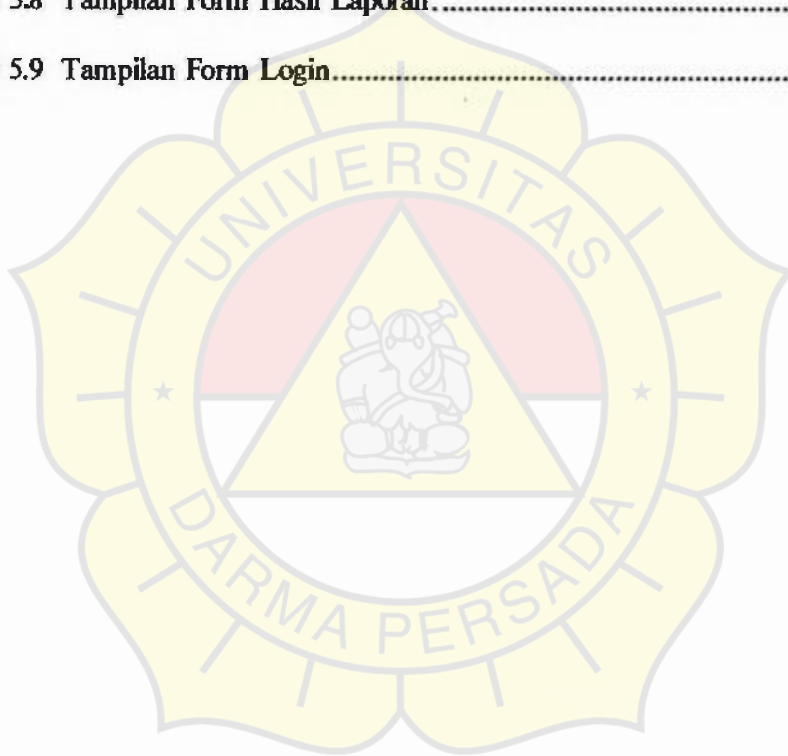 5.8 Tampilan Form Hasil Laporan....................................................
5.9 Tampilan Form Login..................................................................
UNIVERSITAS
DARMA PERSADA